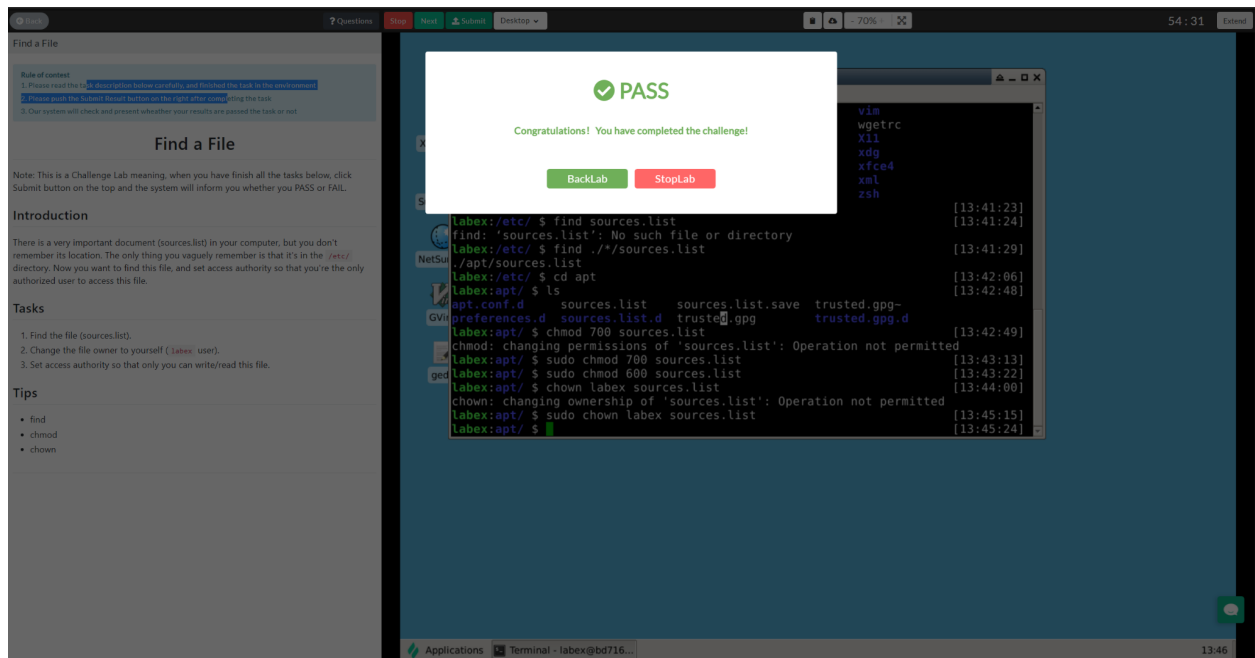 Back
? Questions
Stop
Next
Submit
Desktop
- 70% +
54 : 31
Extend
Find a File
Rule of contest
1. Please read the task description below carefully, and finished the task in the environment
2. Please push the Submit Result button on the right after completing the task
3. Our system will check and present wheather your results are passed the task or not
Find a File
Note: This is a Challenge Lab meaning, when you have finish all the tasks below, click
Submit button on the top and the system will inform you whether you PASS or FAIL.
Introduction
There is a very important document (sources.list) in your computer, but you don't
remember its location. The only thing you vaguely remember is that it's in the /etc/
directory. Now you want to find this file, and set access authority so that you're the only
authorized user to access this file.
Tasks
1. Find the file (sources.list),
2. Change the file owner to yourself ( labex user).
3. Set access authority so that only you can write/read this file.
Tips
• find
• chmod
• chown
PASS
Congratulations! You have completed the challenge!
BackLab
StopLab
X
S
NetSu
GVi
ged
vim
wgetrc
X11
xdg
xfce4
xml
zsh
[13:41:23]
labex:/etc/ $ find sources.list [13:41:24]
find: ‘sources.list’: No such file or directory
labex:/etc/ $ find ./*/sources.list [13:41:29]
./apt/sources.list
labex:/etc/ $ cd apt [13:42:06]
labex:apt/ $ ls [13:42:48]
apt.conf.d sources.list sources.list.save trusted.gpg~
preferences.d sources.list.d trusted.gpg trusted.gpg.d
labex:apt/ $ chmod 700 sources.list [13:42:49]
chmod: changing permissions of 'sources.list': Operation not permitted
labex:apt/ $ sudo chmod 700 sources.list [13:43:13]
labex:apt/ $ sudo chmod 600 sources.list [13:43:22]
labex:apt/ $ chown labex sources.list [13:44:00]
chown: changing ownership of 'sources.list': Operation not permitted
labex:apt/ $ sudo chown labex sources.list [13:45:15]
labex:apt/ $ [13:45:24]
Applications
Terminal - labex@bd716...
13:46